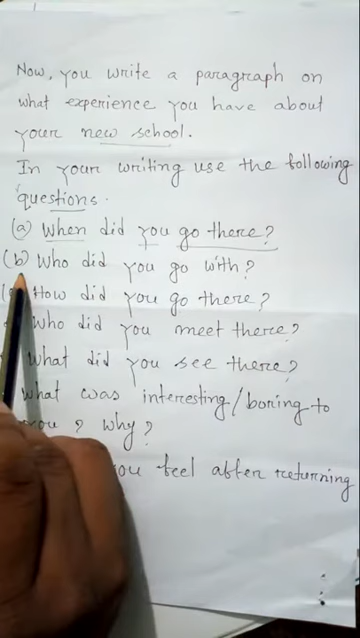 Now, you write a paragraph on
what experience you have about
your new school.
In your writing use the following
questions.
(a) When did you go there?
(b) Who did you go with?
How did you go there?
Who did you meet there?
What did you see there?
What was interesting/boring to
you? Why?
you feel after returning